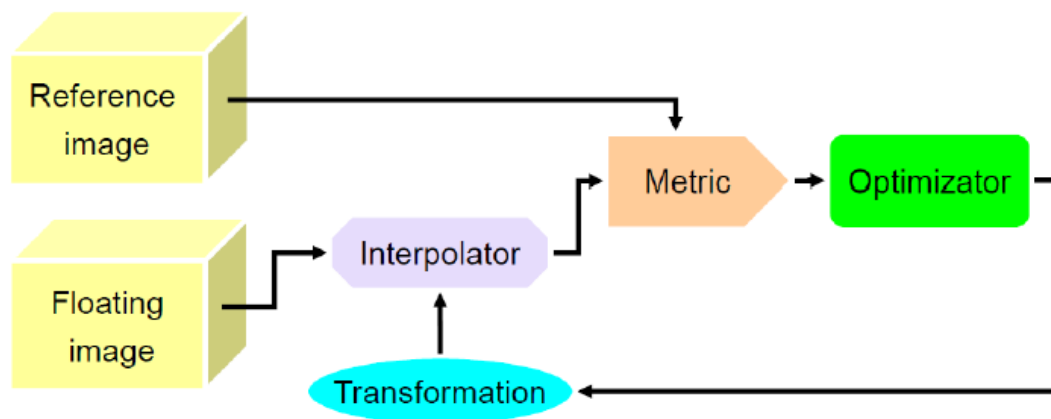 Reference
image
Metric
Optimizator
Interpolator
Floating
image
Transformation